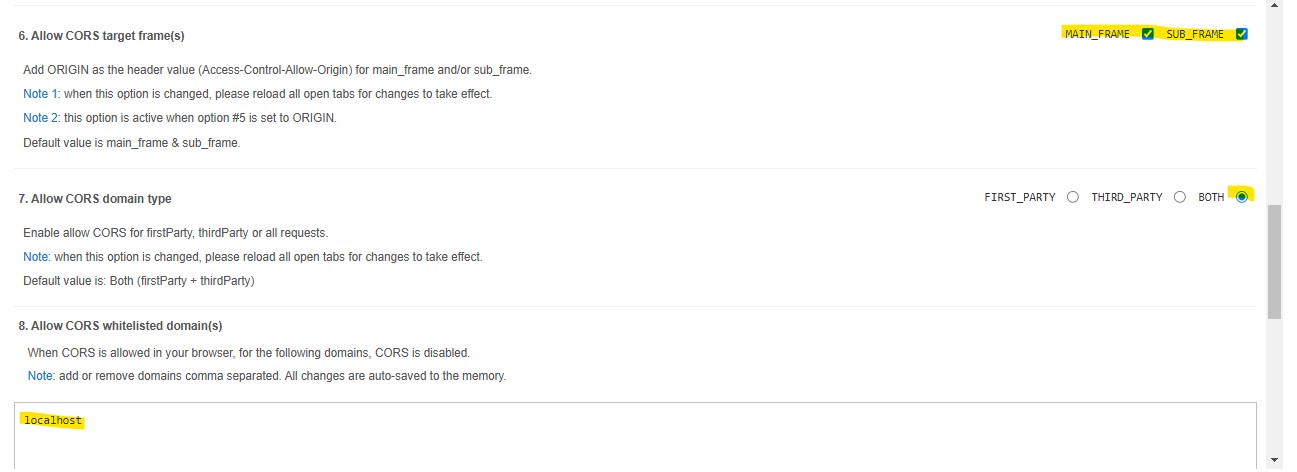 6. Allow CORS target frame(s) MAIN_FRAME SUB_FRAME
Add ORIGIN as the header value (Access-Control-Allow-Origin) for main_frame and/or sub_frame.
Note 1: when this option is changed, please reload all open tabs for changes to take effect.
Note 2: this option is active when option #5 is set to ORIGIN.
Default value is main_frame & sub_frame.
7. Allow CORS domain type FIRST_PARTY THIRD_PARTY BOTH
Enable allow CORS for firstParty, thirdParty or all requests.
Note: when this option is changed, please reload all open tabs for changes to take effect.
Default value is: Both (firstParty + thirdParty)
8. Allow CORS whitelisted domain(s)
When CORS is allowed in your browser, for the following domains, CORS is disabled.
Note: add or remove domains comma separated. All changes are auto-saved to the memory.
localhost